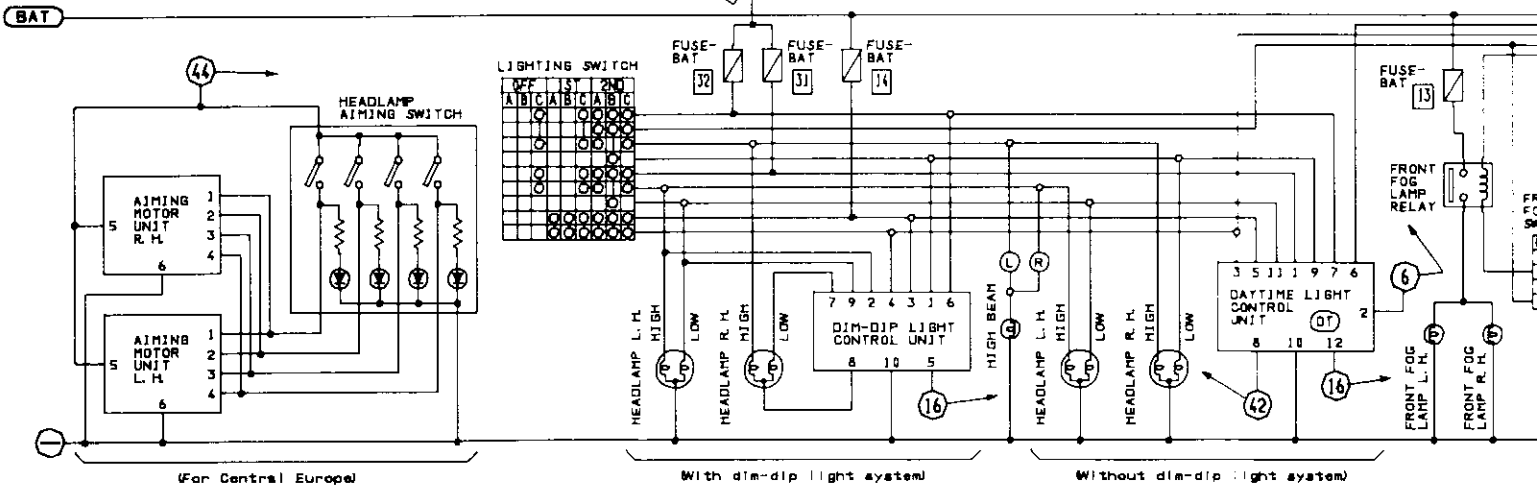 BAT
44
HEADLAMP
AIMING SWITCH
AIMING
MOTOR
UNIT
R.H.
5
1
2
3
4
6
AIMING
MOTOR
UNIT
L.H.
5
1
2
3
4
6
(For Central Europe)
LIGHTING SWITCH
OFF 1ST 2ND
A B C A B C A B C
FUSE-
BAT
32
FUSE-
BAT
31
FUSE-
BAT
14
HEADLAMP L.H.
HIGH
LOW
HEADLAMP R.H.
HIGH
LOW
7 9 2 4 3 1 6
DIM-DIP LIGHT
CONTROL UNIT
8 10 5
16
(With dim-dip light system)
L
R
HIGH BEAM
HEADLAMP L.H.
HIGH
LOW
HEADLAMP R.H.
HIGH
LOW
42
3 5 11 1 9 7 6
DAYTIME LIGHT
CONTROL
UNIT
DT
2
8 10 12
16
(Without dim-dip light system)
6
FUSE-
BAT
13
FRONT
FOG
LAMP
RELAY
FRONT FOG
LAMP L.H.
FRONT FOG
LAMP R.H.